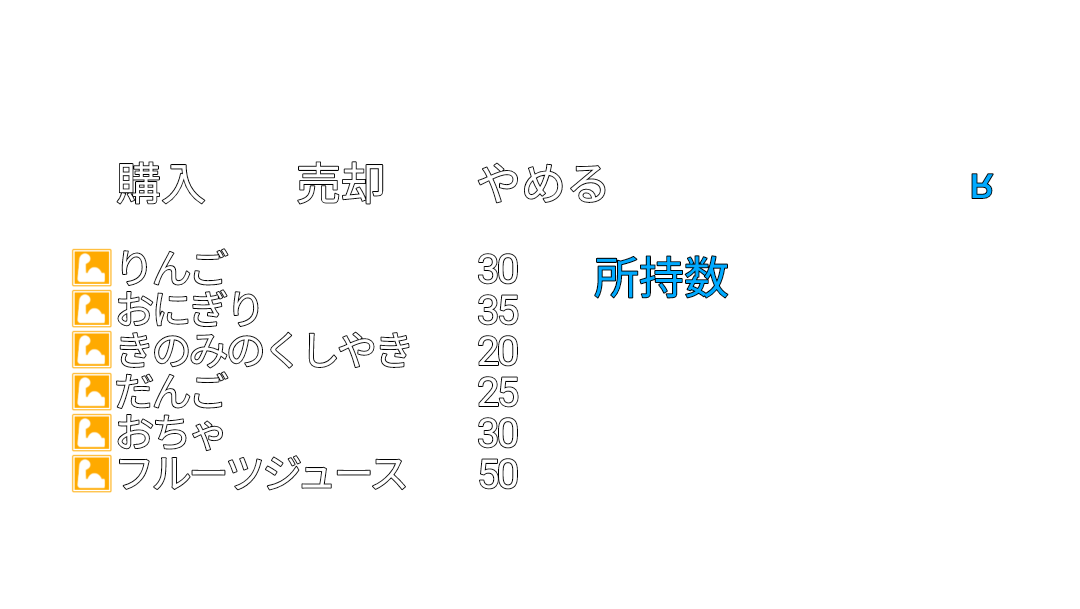 購入 売却 やめる R
りんご 30 所持数
おにぎり 35
きのみのくしやき 20
だんご 25
おちゃ 30
フルーツジュース 50